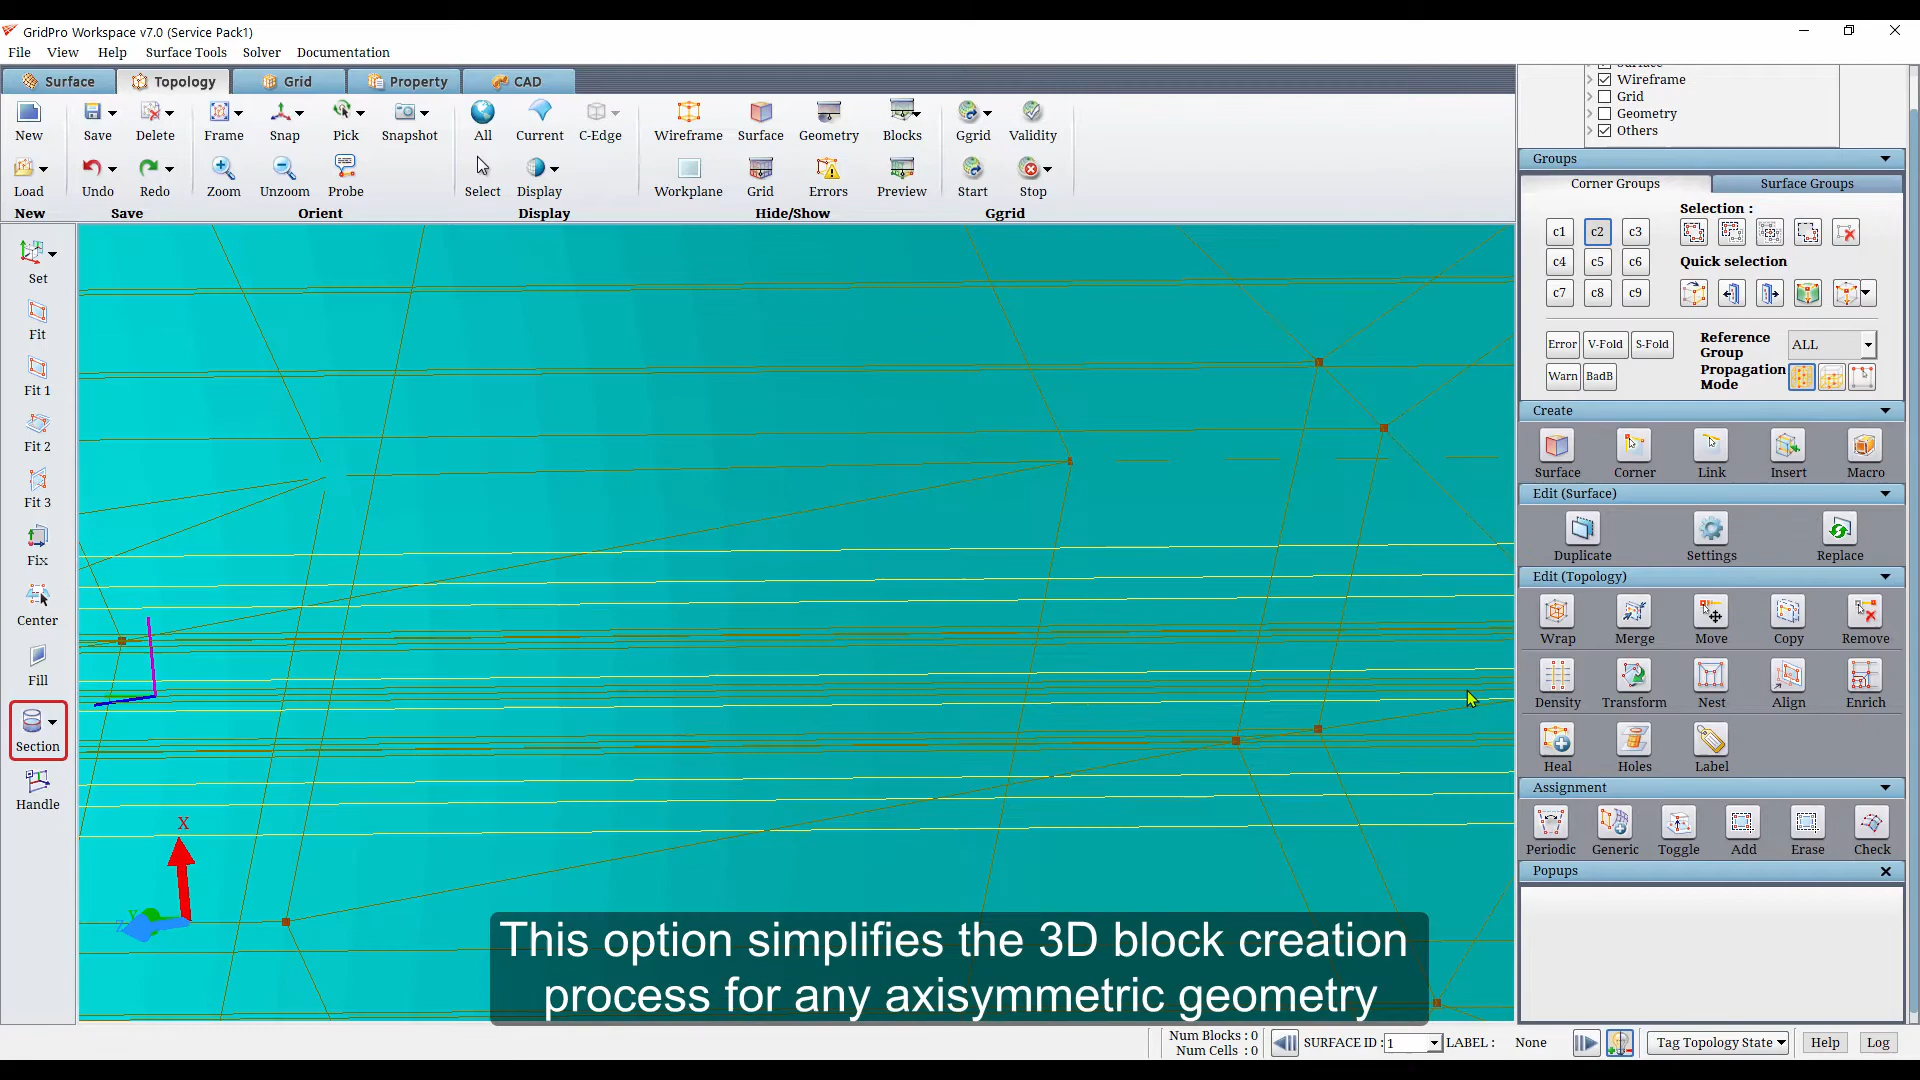 GridPro Workspace v7.0 (Service Pack1)
File View Help Surface Tools Solver Documentation
Surface Topology Grid Property CAD
New Save Delete Frame Snap Pick Snapshot All Current C-Edge Wireframe Surface Geometry Blocks Ggrid Validity
Load Undo Redo Zoom Unzoom Probe Select Display Workplane Grid Errors Preview Start Stop
New Save Orient Display Hide/Show Ggrid
Set
Fit
Fit 1
Fit 2
Fit 3
Fix
Center
Fill
Section
Handle
X
Y
Z
This option simplifies the 3D block creation
process for any axisymmetric geometry
Surface
Wireframe
Grid
Geometry
Others
Groups
Corner Groups Surface Groups
Selection :
c1 c2 c3
Quick selection
c4 c5 c6
c7 c8 c9
Error V-Fold S-Fold
Warn BadB
Reference
Group
ALL
Propagation
Mode
Create
Surface Corner Link Insert Macro
Edit (Surface)
Duplicate Settings Replace
Edit (Topology)
Wrap Merge Move Copy Remove
Density Transform Nest Align Enrich
Heal Holes Label
Assignment
Periodic Generic Toggle Add Erase Check
Popups
Num Blocks : 0
Num Cells : 0
SURFACE ID : 1 LABEL : None Tag Topology State Help Log